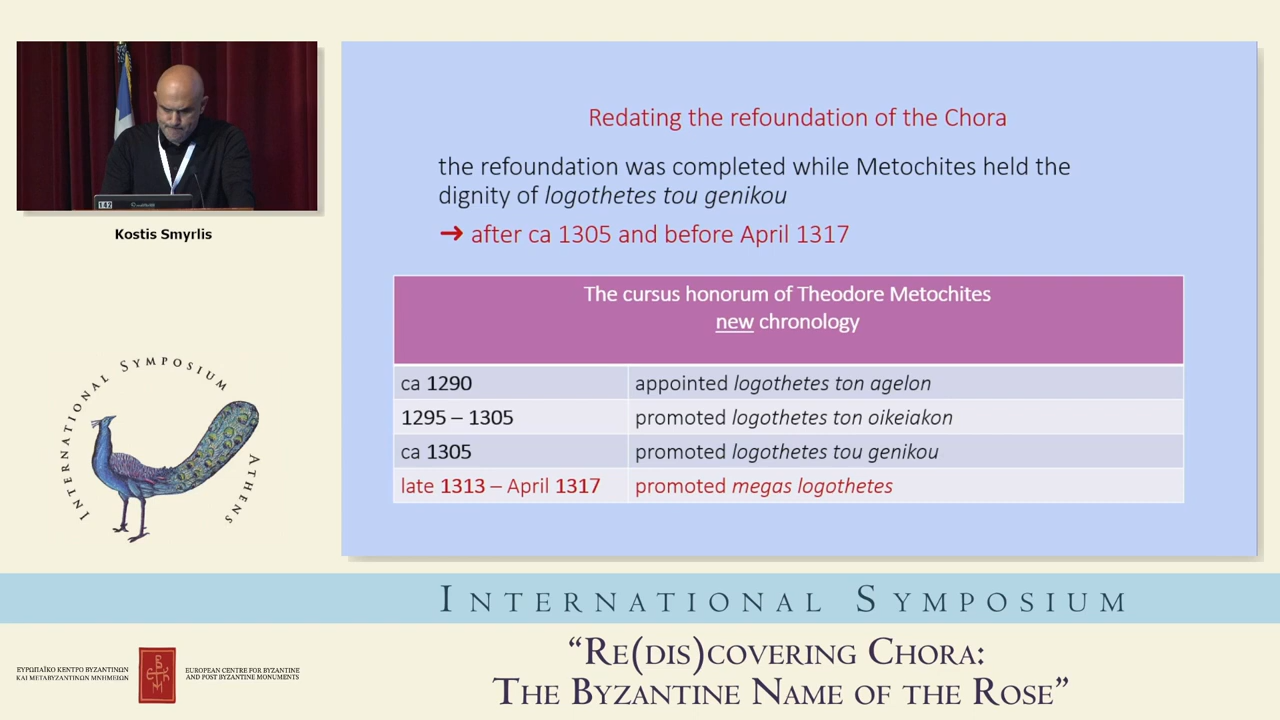 Redating the refoundation of the Chora
the refoundation was completed while Metochites held the
dignity of logothetes tou genikou
➔ after ca 1305 and before April 1317
The cursus honorum of Theodore Metochites
new chronology
ca 1290 appointed logothetes ton agelon
1295 – 1305 promoted logothetes ton oikeiakon
ca 1305 promoted logothetes tou genikou
late 1313 – April 1317 promoted megas logothetes
142
Kostis Smyrlis
INTERNATIONAL SYMPOSIUM ATHENS
INTERNATIONAL SYMPOSIUM
“RE(DIS)COVERING CHORA:
THE BYZANTINE NAME OF THE ROSE”
ΕΥΡΩΠΑΪΚΟ ΚΕΝΤΡΟ ΒΥΖΑΝΤΙΝΩΝ
ΚΑΙ ΜΕΤΑΒΥΖΑΝΤΙΝΩΝ ΜΝΗΜΕΙΩΝ
EUROPEAN CENTRE FOR BYZANTINE
AND POST BYZANTINE MONUMENTS